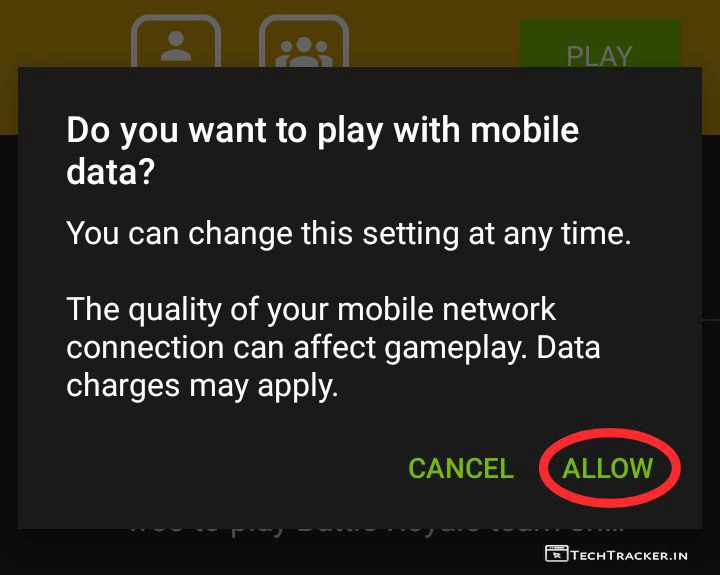 PLAY
Do you want to play with mobile
data?
You can change this setting at any time.
The quality of your mobile network
connection can affect gameplay. Data
charges may apply.
CANCEL ALLOW
TECHTRACKER.IN